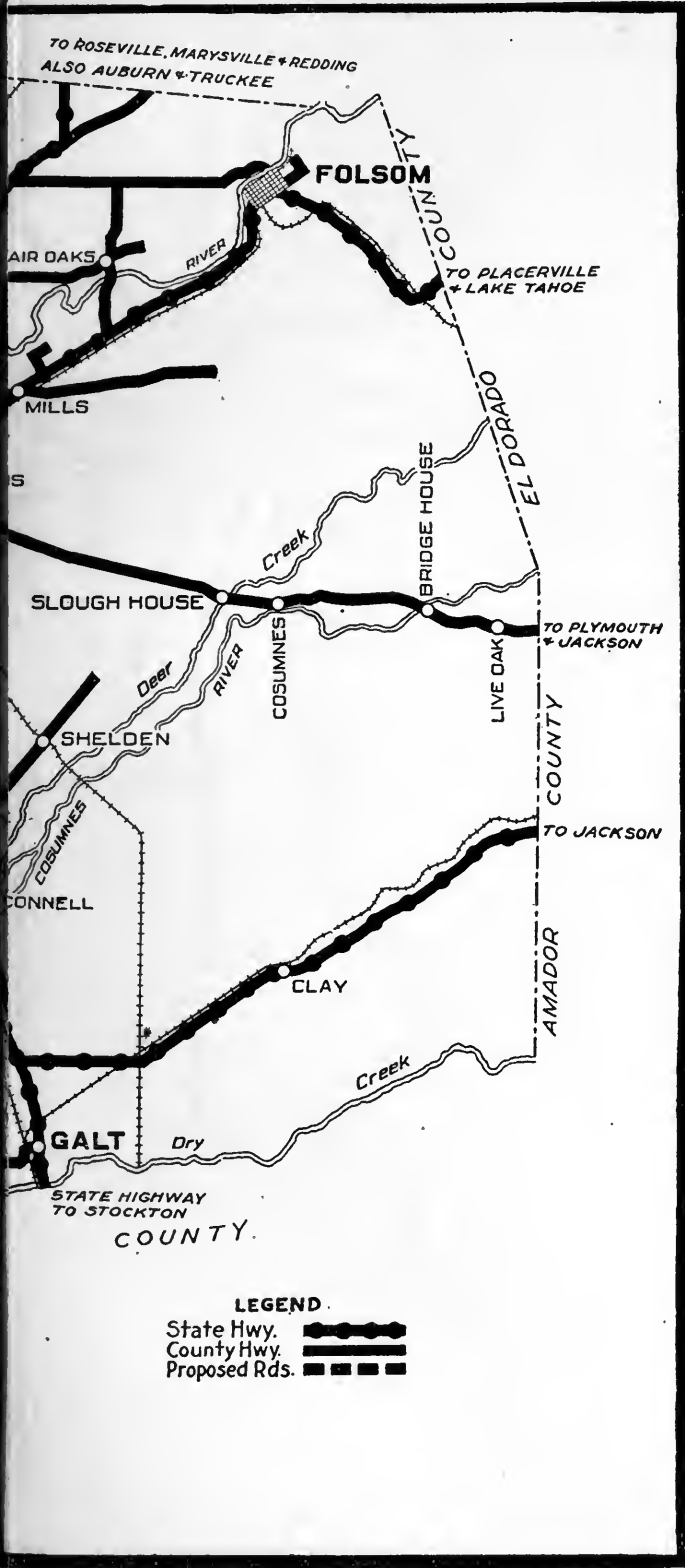 TO ROSEVILLE, MARYSVILLE & REDDING
ALSO AUBURN & TRUCKEE
FOLSOM
COUNTY
AIR OAKS
RIVER
TO PLACERVILLE
& LAKE TAHOE
MILLS
EL DORADO
S
BRIDGE HOUSE
Creek
SLOUGH HOUSE
COSUMNES
LIVE OAK
TO PLYMOUTH
& JACKSON
Deer
RIVER
SHELDEN
COUNTY
COSUMNES
TO JACKSON
CONNELL
AMADOR
CLAY
Creek
GALT
Dry
STATE HIGHWAY
TO STOCKTON
COUNTY.
LEGEND.
State Hwy.
County Hwy.
Proposed Rds.